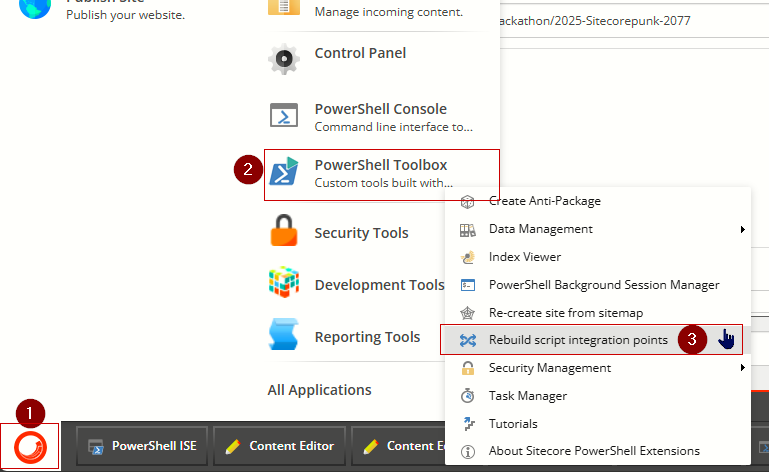 Publish your website.
Manage incoming content.
ackathon/2025-Sitecorepunk-2077
Control Panel
PowerShell Console
Command line interface to...
2
PowerShell Toolbox
Custom tools built with...
Security Tools
Development Tools
Reporting Tools
All Applications
Create Anti-Package
Data Management
Index Viewer
PowerShell Background Session Manager
Re-create site from sitemap
Rebuild script integration points
3
Security Management
Task Manager
Tutorials
About Sitecore PowerShell Extensions
1
PowerShell ISE
Content Editor
Content E